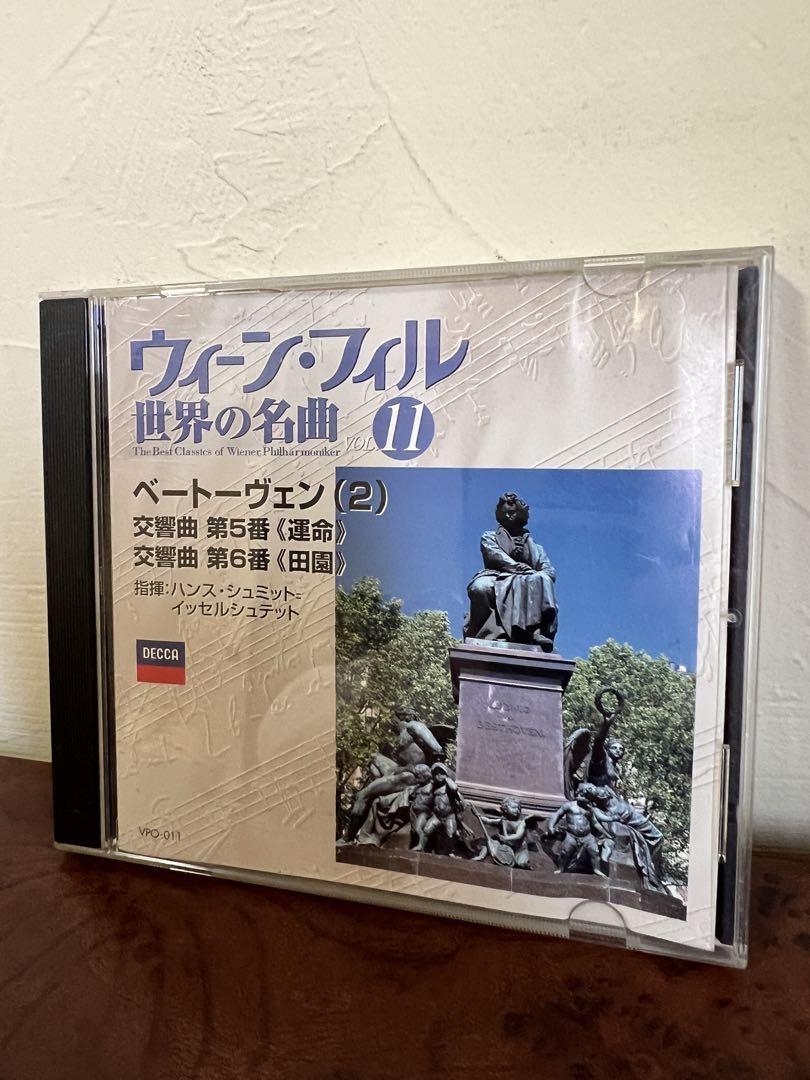 ウィーン・フィル
世界の名曲 VOL. 11
The Best Classics of Wiener Philharmoniker
ベートーヴェン(2)
交響曲 第5番《運命》
交響曲 第6番《田園》
指揮:ハンス・シュミット=
イッセルシュテット
DECCA
BEETHOVEN
VPO-011